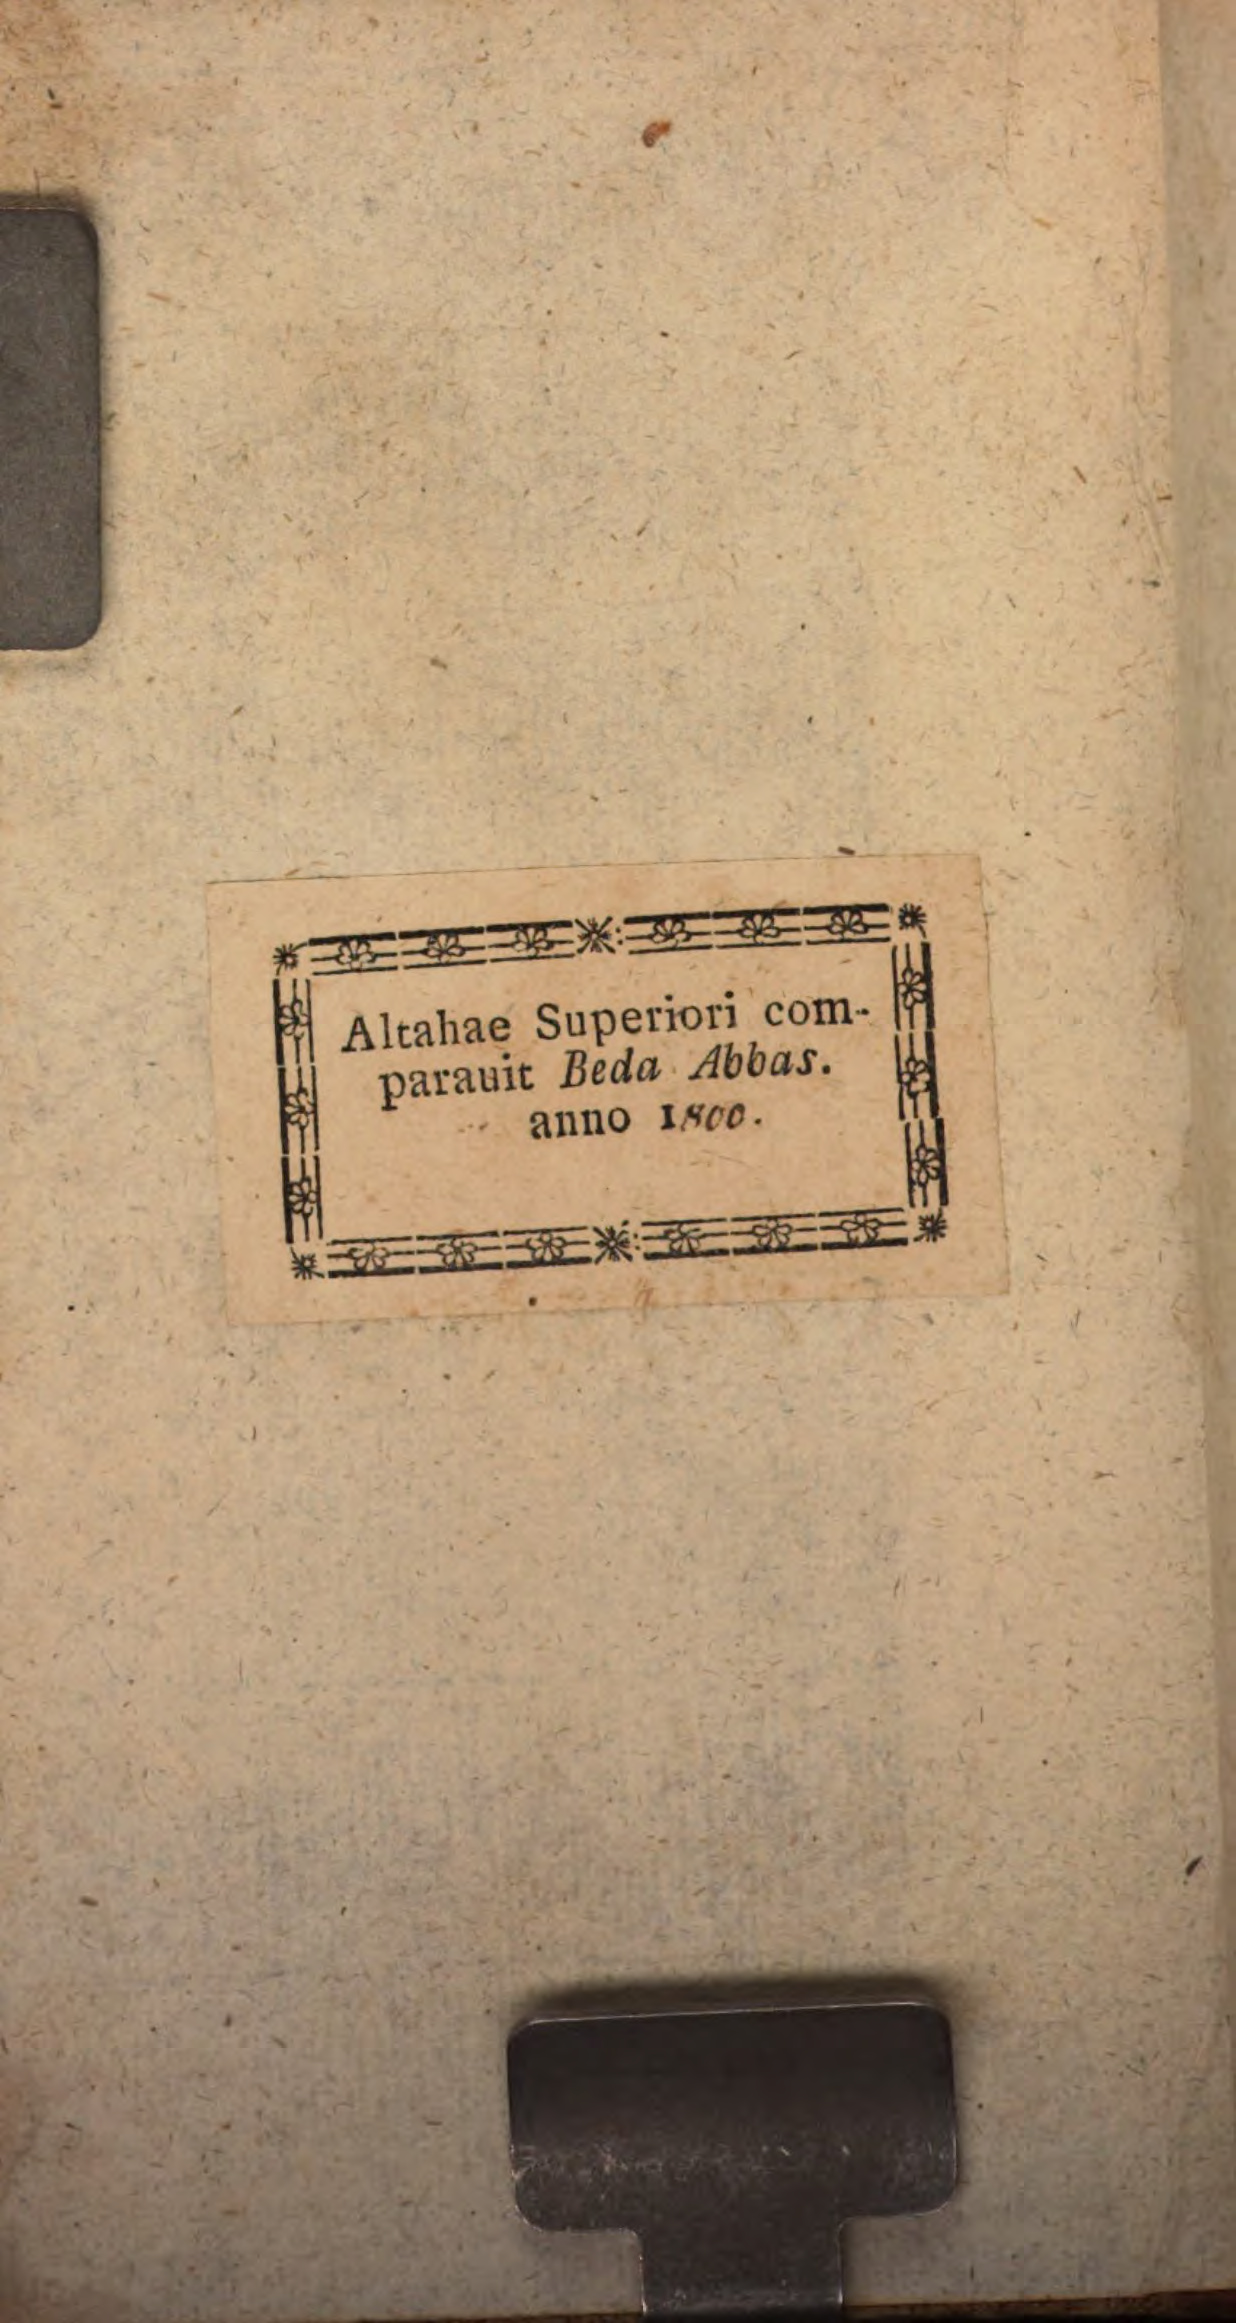 Altahae Superiori com-
parauit Beda Abbas.
anno 1800.